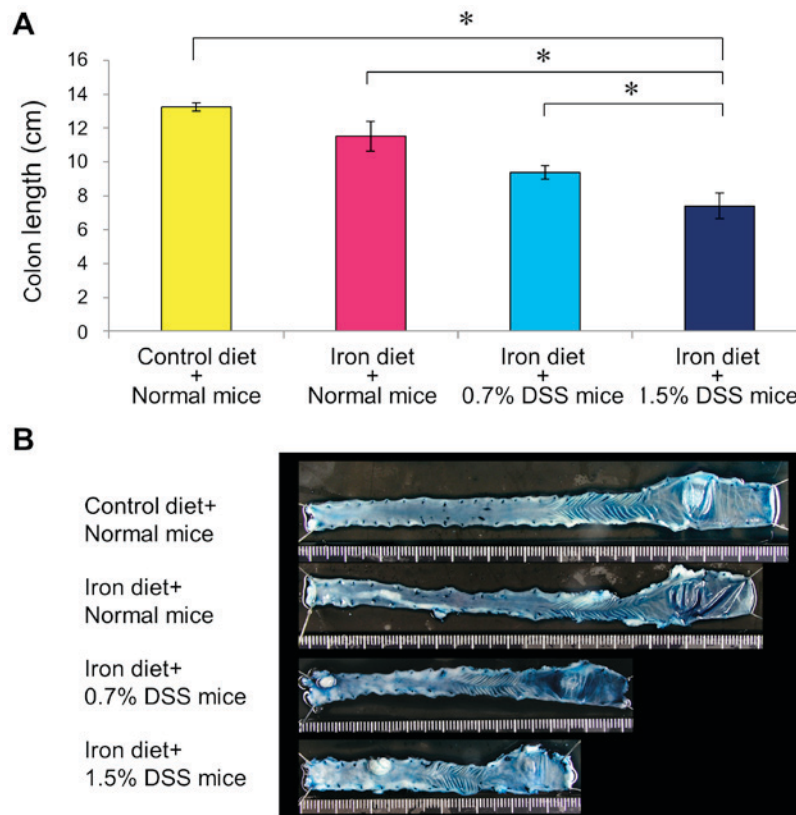 A
*
*
*
Colon length (cm)
16
14
12
10
8
6
4
2
0
Control diet
+
Normal mice
Iron diet
+
Normal mice
Iron diet
+
0.7% DSS mice
Iron diet
+
1.5% DSS mice
B
Control diet+
Normal mice
Iron diet+
Normal mice
Iron diet+
0.7% DSS mice
Iron diet+
1.5% DSS mice